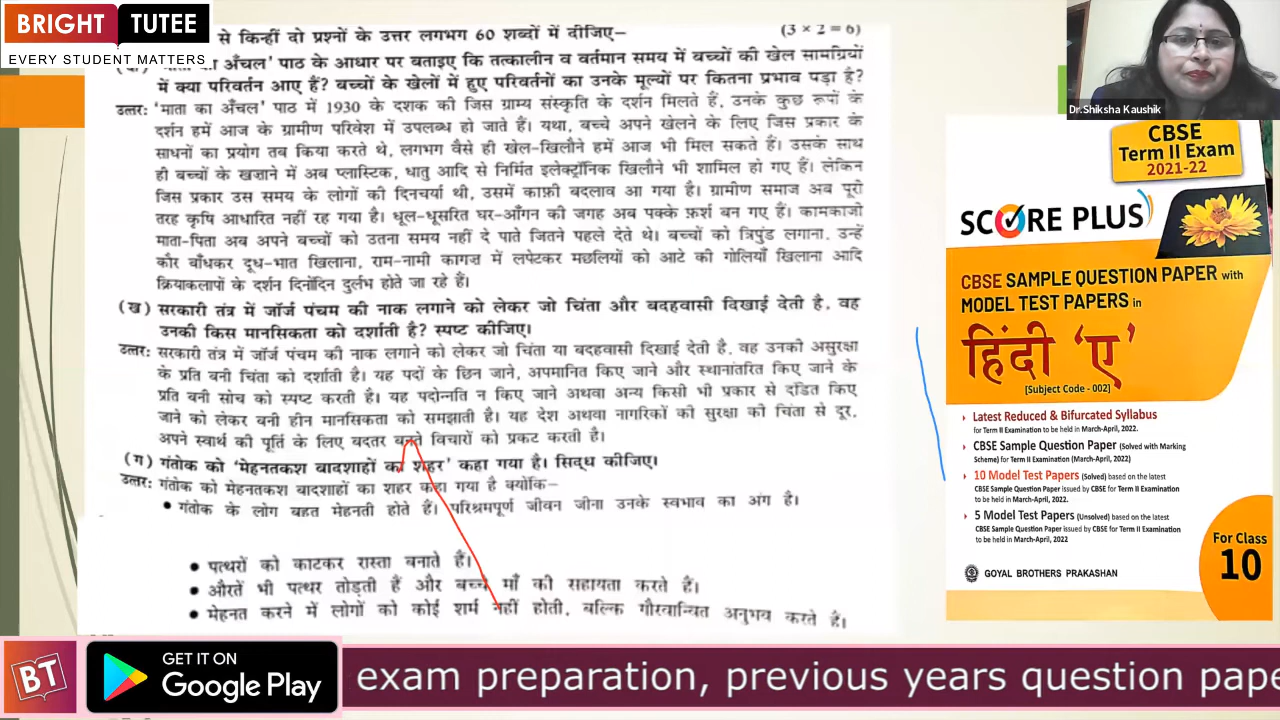 BRIGHT TUTEE
EVERY STUDENT MATTERS
से किन्हीं दो प्रश्नों के उत्तर लगभग 60 शब्दों में दीजिए– (3 × 2 = 6)
अँचल' पाठ के आधार पर बताइए कि तत्कालीन व वर्तमान समय में बच्चों की खेल सामग्रियों
में क्या परिवर्तन आए हैं? बच्चों के खेलों में हुए परिवर्तनों का उनके मूल्यों पर कितना प्रभाव पड़ा है?
उत्तर: 'माता का अँचल' पाठ में 1930 के दशक की जिस ग्राम्य संस्कृति के दर्शन मिलते हैं, उनके कुछ रूपों के
दर्शन हमें आज के ग्रामीण परिवेश में उपलब्ध हो जाते हैं। यथा, बच्चे अपने खेलने के लिए जिस प्रकार के
साधनों का प्रयोग तब किया करते थे, लगभग वैसे ही खेल-खिलौने हमें आज भी मिल सकते हैं। उसके साथ
ही बच्चों के खज़ाने में अब प्लास्टिक, धातु आदि से निर्मित इलेक्ट्रॉनिक खिलौने भी शामिल हो गए हैं। लेकिन
जिस प्रकार उस समय के लोगों की दिनचर्या थी, उसमें काफ़ी बदलाव आ गया है। ग्रामीण समाज अब पूरी
तरह कृषि आधारित नहीं रह गया है। धूल-धूसरित घर-आँगन की जगह अब पक्के फ़र्श बन गए हैं। कामकाजी
माता-पिता अब अपने बच्चों को उतना समय नहीं दे पाते जितने पहले देते थे। बच्चों को त्रिपुंड लगाना, उन्हें
कौर बाँधकर दूध-भात खिलाना, राम-नामी कागज़ में लपेटकर मछलियों को आटे की गोलियाँ खिलाना आदि
क्रियाकलापों के दर्शन दिनोंदिन दुर्लभ होते जा रहे हैं।
(ख) सरकारी तंत्र में जॉर्ज पंचम की नाक लगाने को लेकर जो चिंता और बदहवासी दिखाई देती है, वह
उनकी किस मानसिकता को दर्शाती है? स्पष्ट कीजिए।
उत्तर: सरकारी तंत्र में जॉर्ज पंचम की नाक लगाने को लेकर जो चिंता या बदहवासी दिखाई देती है, वह उनकी असुरक्षा
के प्रति बनी चिंता को दर्शाती है। यह पदों के छिन जाने, अपमानित किए जाने और स्थानांतरित किए जाने के
प्रति बनी सोच को स्पष्ट करती है। यह पदोन्नति न किए जाने अथवा अन्य किसी भी प्रकार से दंडित किए
जाने को लेकर बनी हीन मानसिकता को समझाती है। यह देश अथवा नागरिकों की सुरक्षा की चिंता से दूर,
अपने स्वार्थ की पूर्ति के लिए बदतर बनते विचारों को प्रकट करती है।
(ग) गंतोक को 'मेहनतकश बादशाहों का शहर' कहा गया है। सिद्ध कीजिए।
उत्तर: गंतोक को मेहनतकश बादशाहों का शहर कहा गया है क्योंकि–
• गंतोक के लोग बहुत मेहनती होते हैं। परिश्रमपूर्ण जीवन जीना उनके स्वभाव का अंग है।
• पत्थरों को काटकर रास्ता बनाते हैं।
• औरतें भी पत्थर तोड़ती हैं और बच्चे माँ की सहायता करते हैं।
• मेहनत करने में लोगों को कोई शर्म नहीं होती, बल्कि गौरवान्वित अनुभव करते हैं।
Dr.Shiksha Kaushik
CBSE
Term II Exam
2021-22
SCORE PLUS
CBSE SAMPLE QUESTION PAPER with
MODEL TEST PAPERS in
हिंदी 'ए'
[Subject Code - 002]
Latest Reduced & Bifurcated Syllabus
for Term II Examination to be held in March-April, 2022.
CBSE Sample Question Paper (Solved with Marking
Scheme) for Term II Examination (March-April, 2022)
10 Model Test Papers (Solved) based on the latest
CBSE Sample Question Paper issued by CBSE for Term II Examination
to be held in March-April, 2022.
5 Model Test Papers (Unsolved) based on the latest
CBSE Sample Question Paper issued by CBSE for Term II Examination
to be held in March-April, 2022
For Class
10
GOYAL BROTHERS PRAKASHAN
BT
GET IT ON
Google Play
exam preparation, previous years question pape